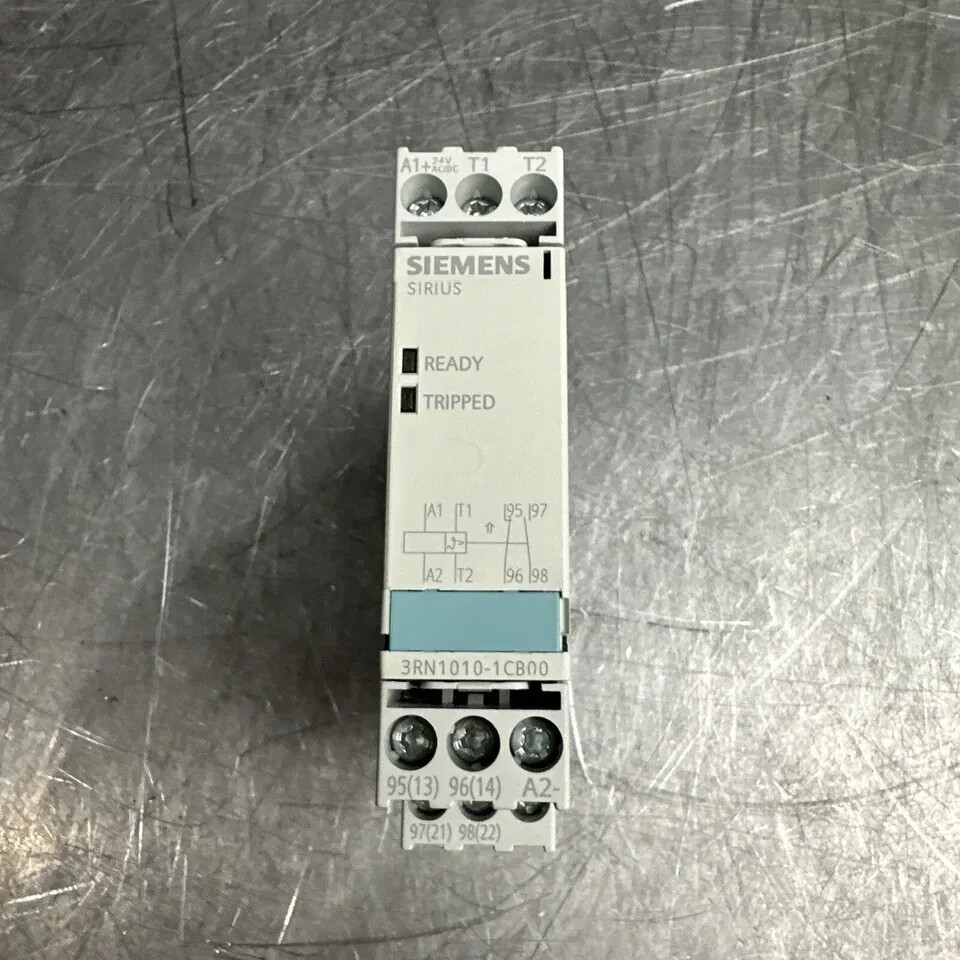 A1+ 24V AC/DC T1 T2
SIEMENS
SIRIUS
READY
TRIPPED
A1 T1 95 97
A2 T2 96 98
3RN1010-1CB00
95(13) 96(14) A2-
97(21) 98(22)